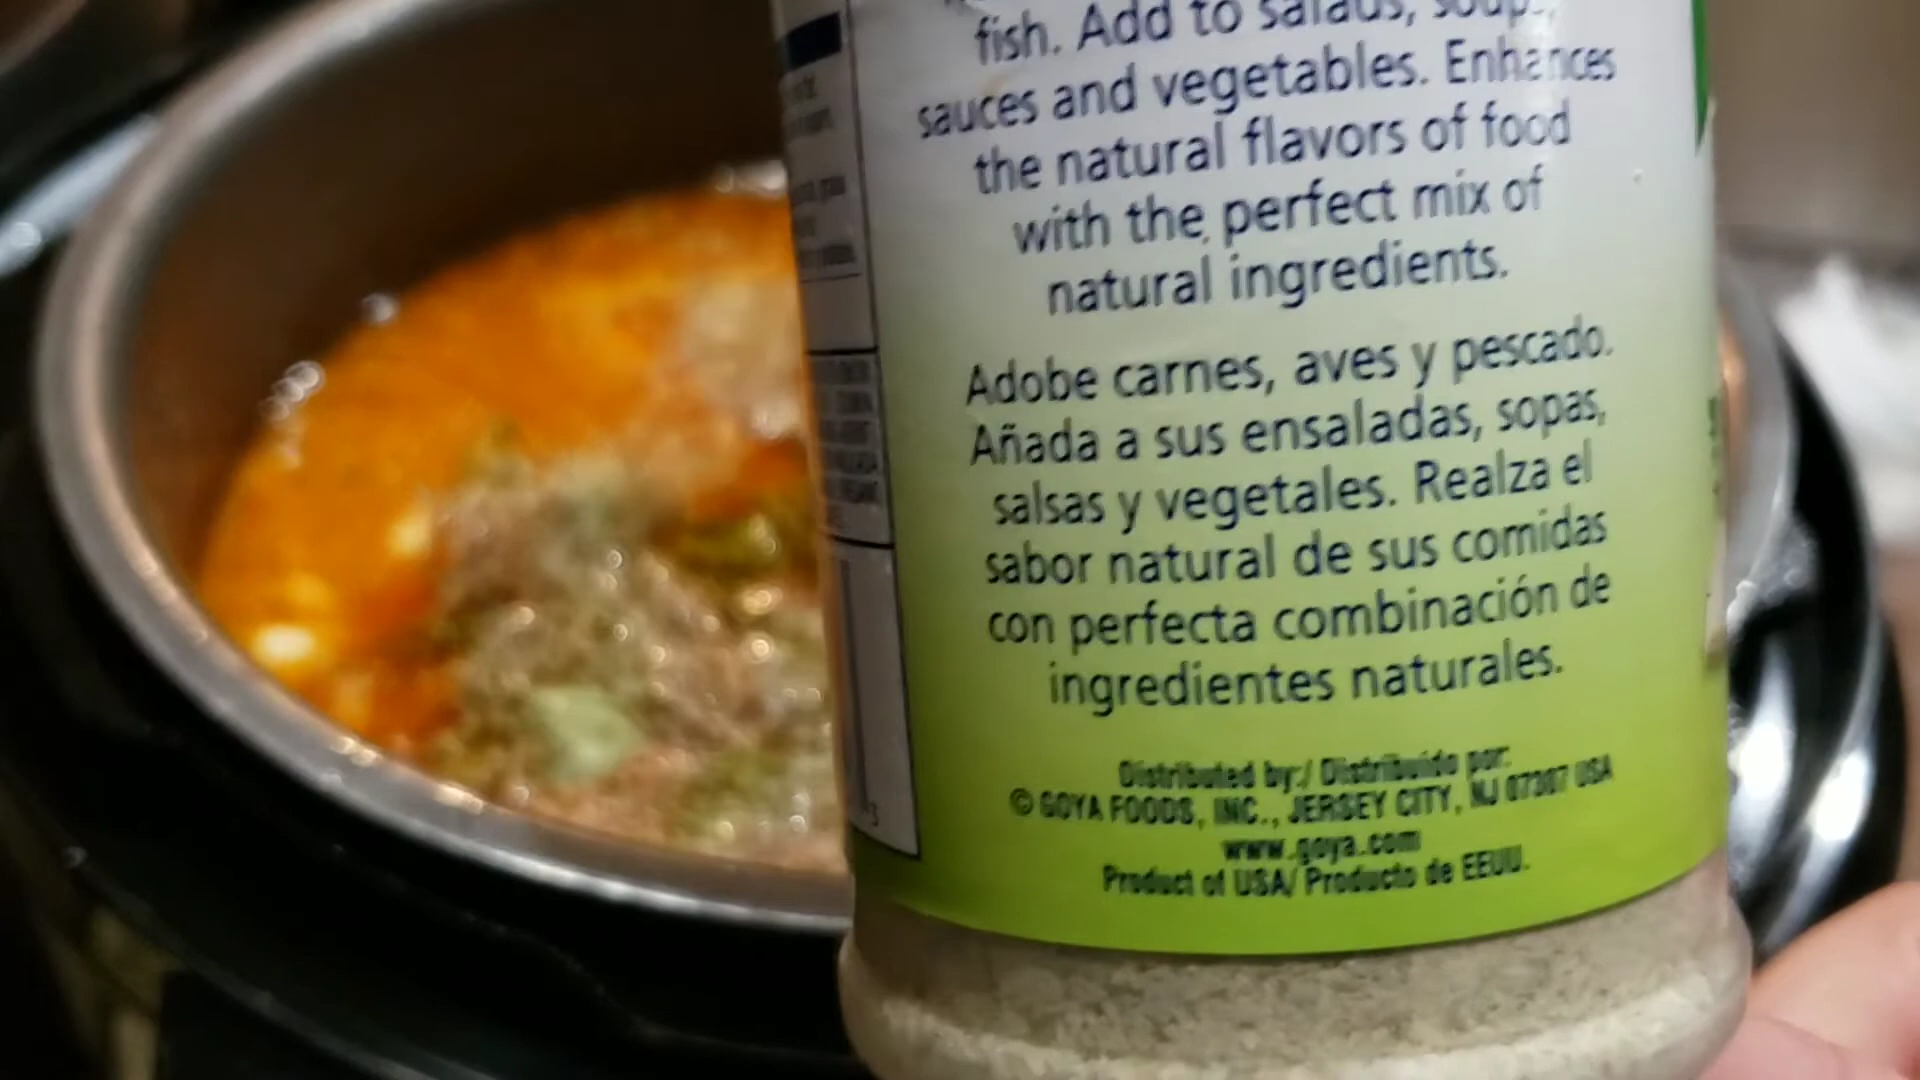 fish. Add to salads, soups,
sauces and vegetables. Enhances
the natural flavors of food
with the perfect mix of
natural ingredients.
Adobe carnes, aves y pescado.
Añada a sus ensaladas, sopas,
salsas y vegetales. Realza el
sabor natural de sus comidas
con perfecta combinación de
ingredientes naturales.
Distributed by:/ Distribuido por:
© GOYA FOODS, INC., JERSEY CITY, NJ 07307 USA
www.goya.com
Product of USA/ Producto de EEUU.